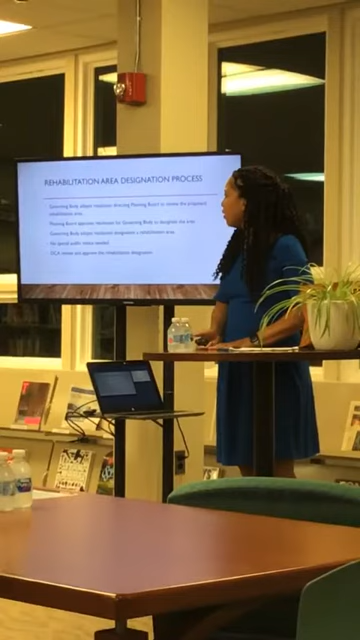 REHABILITATION AREA DESIGNATION PROCESS
Governing Body adopts resolution directing Planning Board to review the proposed
rehabilitation area.
Planning Board approves resolution for Governing Body to designate the area
Governing Body adopts resolution designating a rehabilitation area
No special public notice needed
DCA review and approve the rehabilitation designation